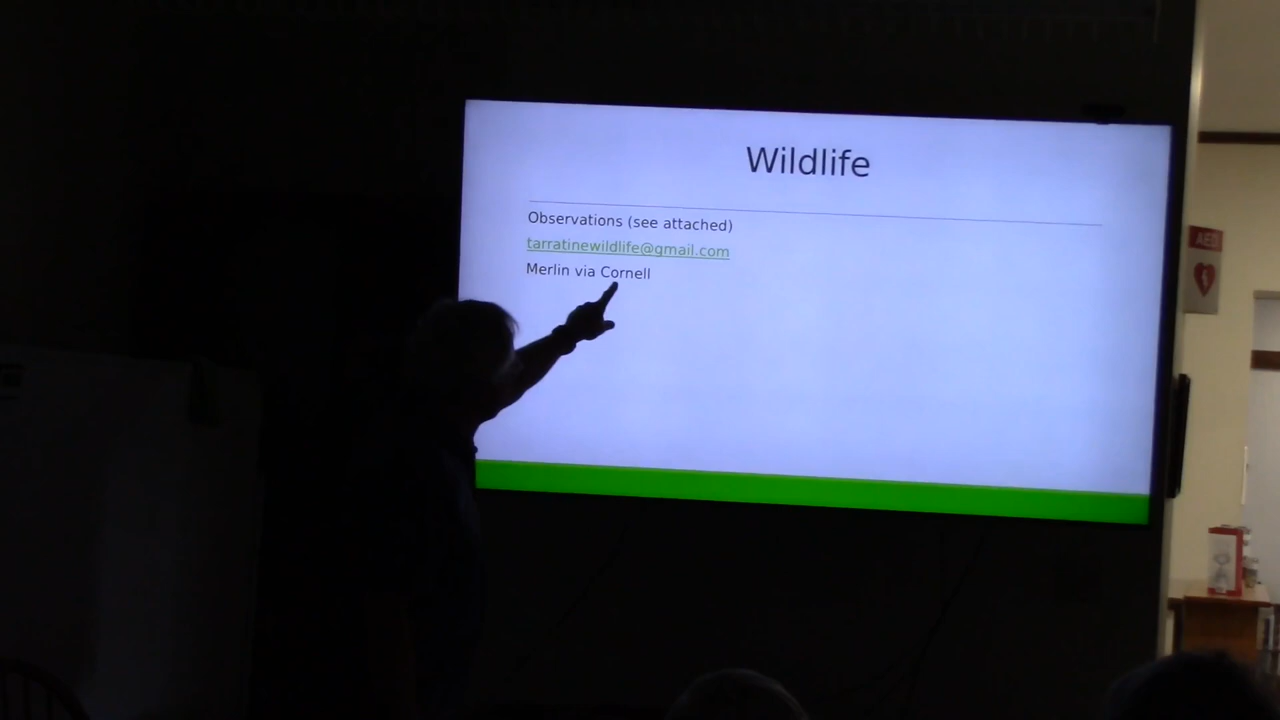 Wildlife
Observations (see attached)
tarratinewildlife@gmail.com
Merlin via Cornell
AED